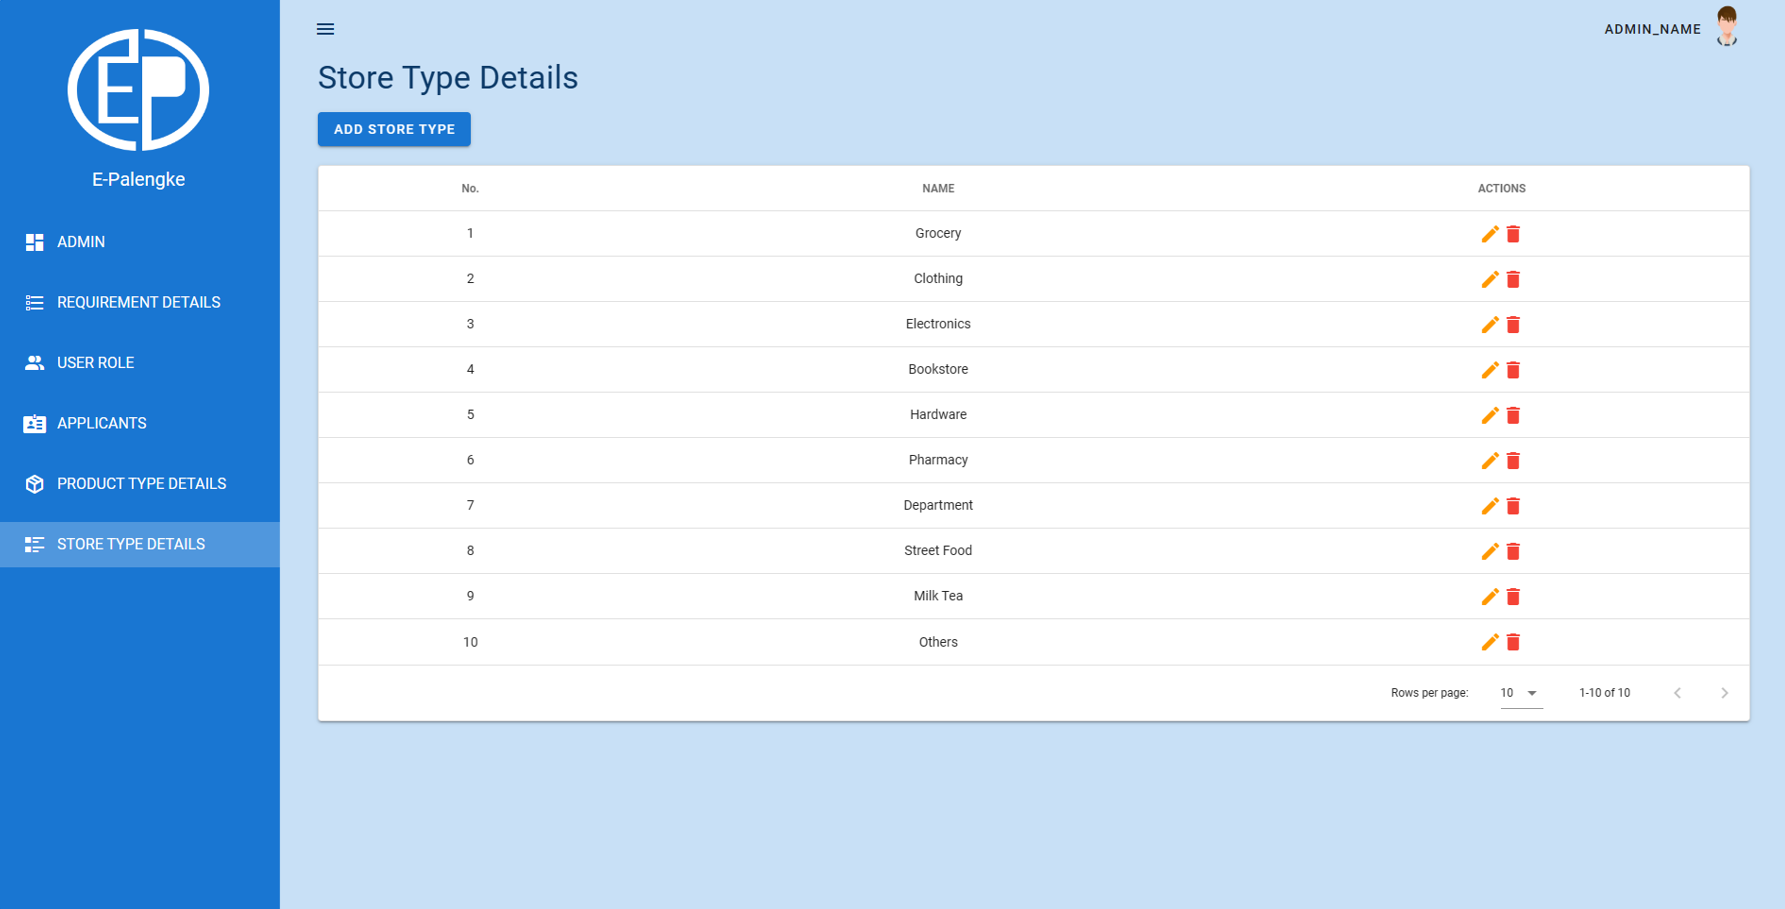 EP
E-Palengke
ADMIN
REQUIREMENT DETAILS
USER ROLE
APPLICANTS
PRODUCT TYPE DETAILS
STORE TYPE DETAILS
ADMIN_NAME
Store Type Details
ADD STORE TYPE
No. NAME ACTIONS
1 Grocery
2 Clothing
3 Electronics
4 Bookstore
5 Hardware
6 Pharmacy
7 Department
8 Street Food
9 Milk Tea
10 Others
Rows per page: 10 1-10 of 10